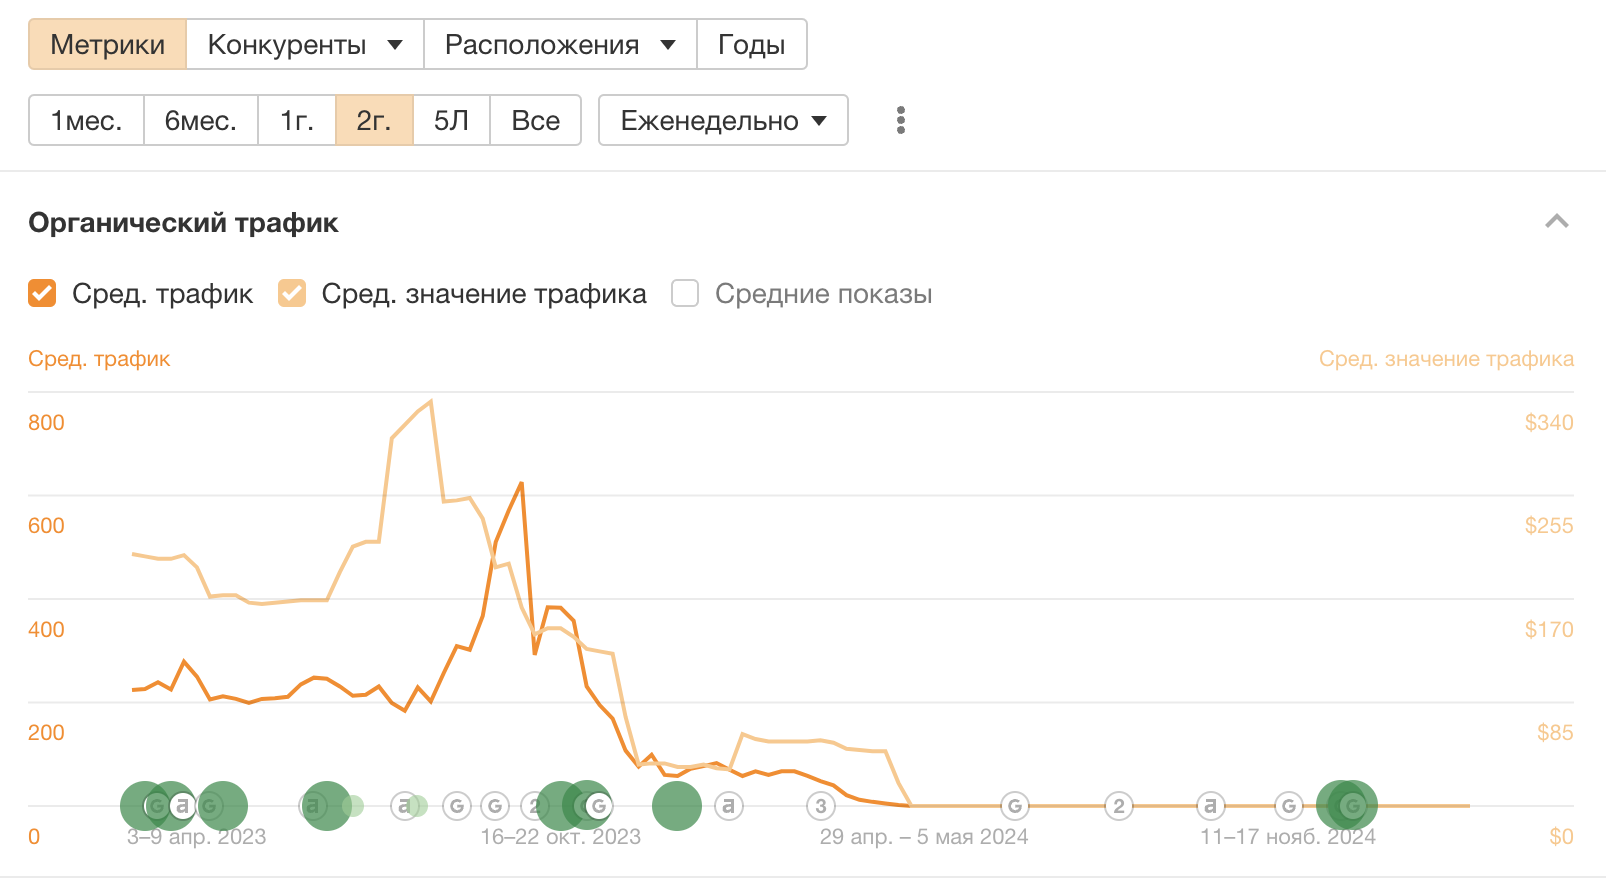 Метрики Конкуренты Расположения Годы
1мес. 6мес. 1г. 2г. 5Л Все Еженедельно
Органический трафик
Сред. трафик Сред. значение трафика Средние показы
Сред. трафик Сред. значение трафика
800 $340
600 $255
400 $170
200 $85
G a G a a G G 2 G G a 3 G 2 a G G
3–9 апр. 2023 16–22 окт. 2023 29 апр. – 5 мая 2024 11–17 нояб. 2024
0 $0